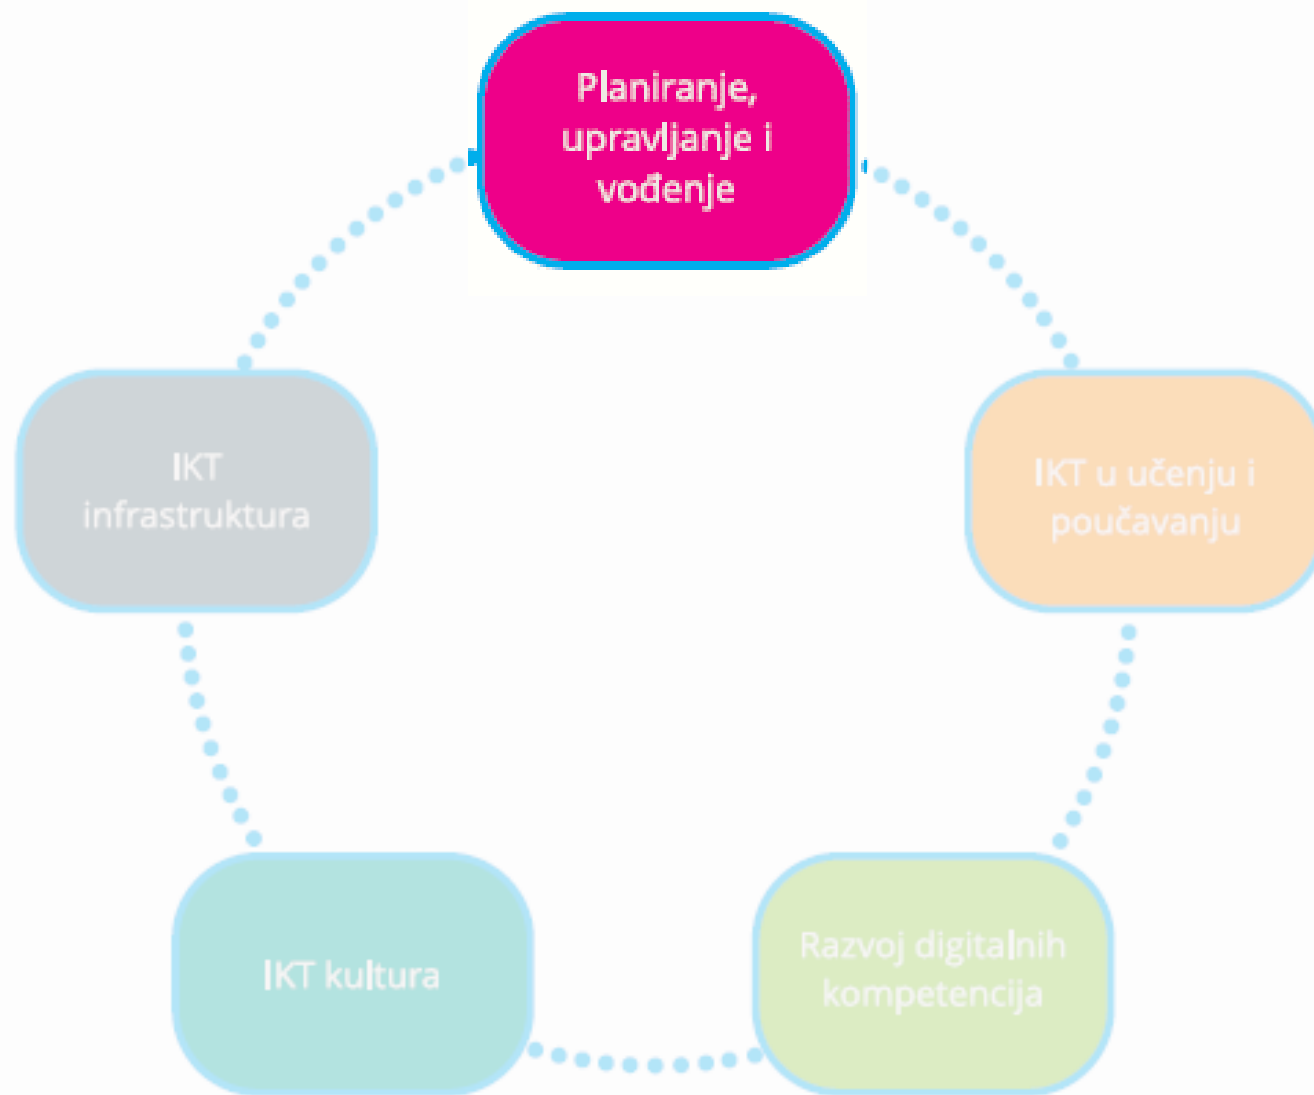 Planiranje,
upravljanje i
vođenje
IKT
infrastruktura
IKT u učenju i
poučavanju
IKT kultura
Razvoj digitalnih
kompetencija